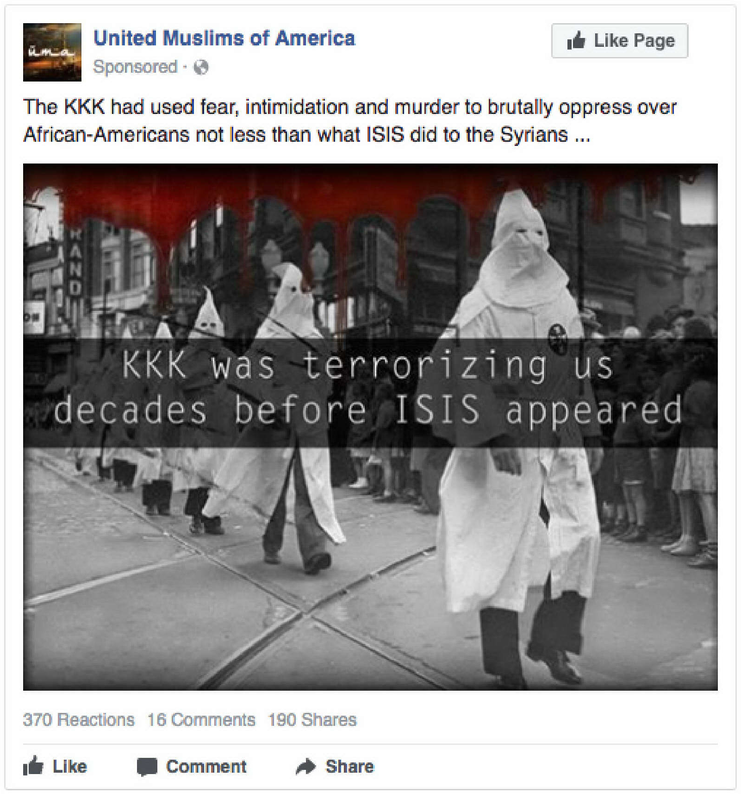 ūma
United Muslims of America
Like Page
Sponsored ·
The KKK had used fear, intimidation and murder to brutally oppress over
African-Americans not less than what ISIS did to the Syrians ...
RAND
KKK was terrorizing us
decades before ISIS appeared
370 Reactions 16 Comments 190 Shares
Like Comment Share